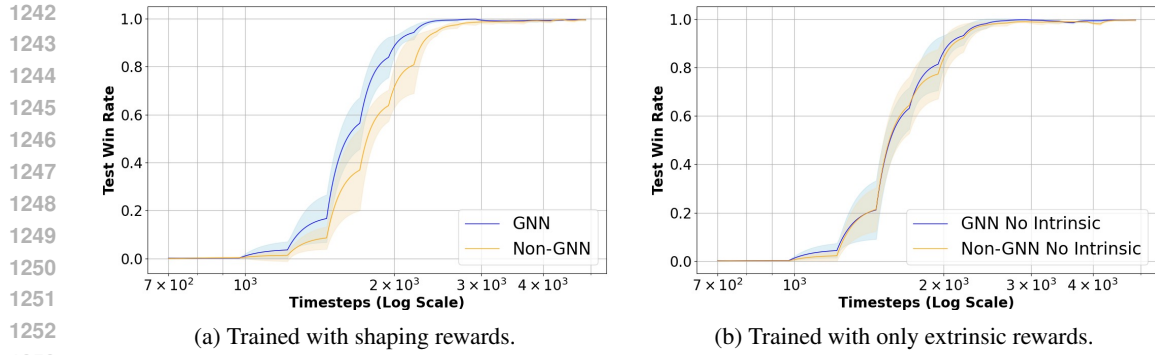 1242
1243
1244
1245
1246
1247
1248
1249
1250
1251
1252
Test Win Rate
1.0
0.8
0.6
0.4
0.2
0.0
GNN
Non-GNN
7 × 10² 10³ 2 × 10³ 3 × 10³ 4 × 10³
Timesteps (Log Scale)
(a) Trained with shaping rewards.
Test Win Rate
1.0
0.8
0.6
0.4
0.2
0.0
GNN No Intrinsic
Non-GNN No Intrinsic
7 × 10² 10³ 2 × 10³ 3 × 10³ 4 × 10³
Timesteps (Log Scale)
(b) Trained with only extrinsic rewards.